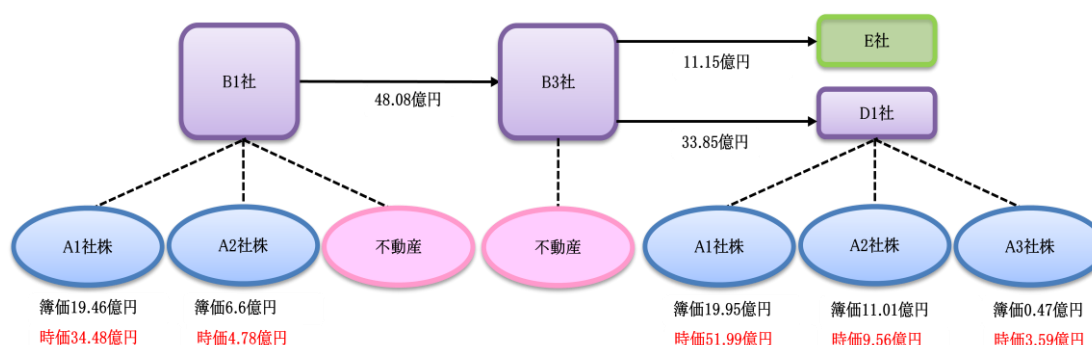 E社
B1社
48.08億円
B3社
11.15億円
D1社
33.85億円
A1社株
A2社株
不動産
不動産
A1社株
A2社株
A3社株
簿価19.46億円
簿価6.6億円
簿価19.95億円
簿価11.01億円
簿価0.47億円
時価34.48億円
時価4.78億円
時価51.99億円
時価9.56億円
時価3.59億円